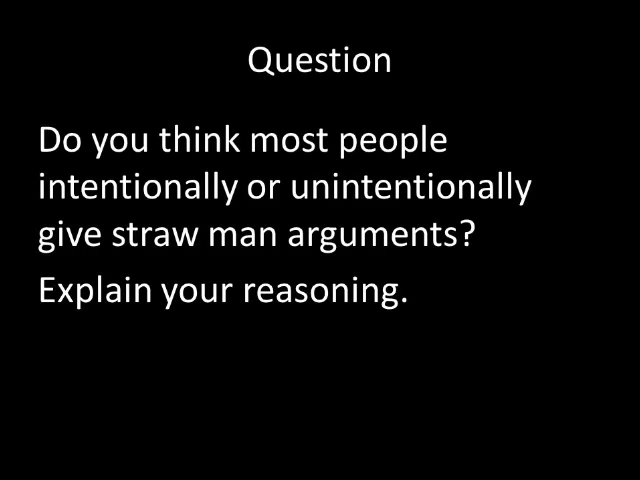 Question
Do you think most people
intentionally or unintentionally
give straw man arguments?
Explain your reasoning.